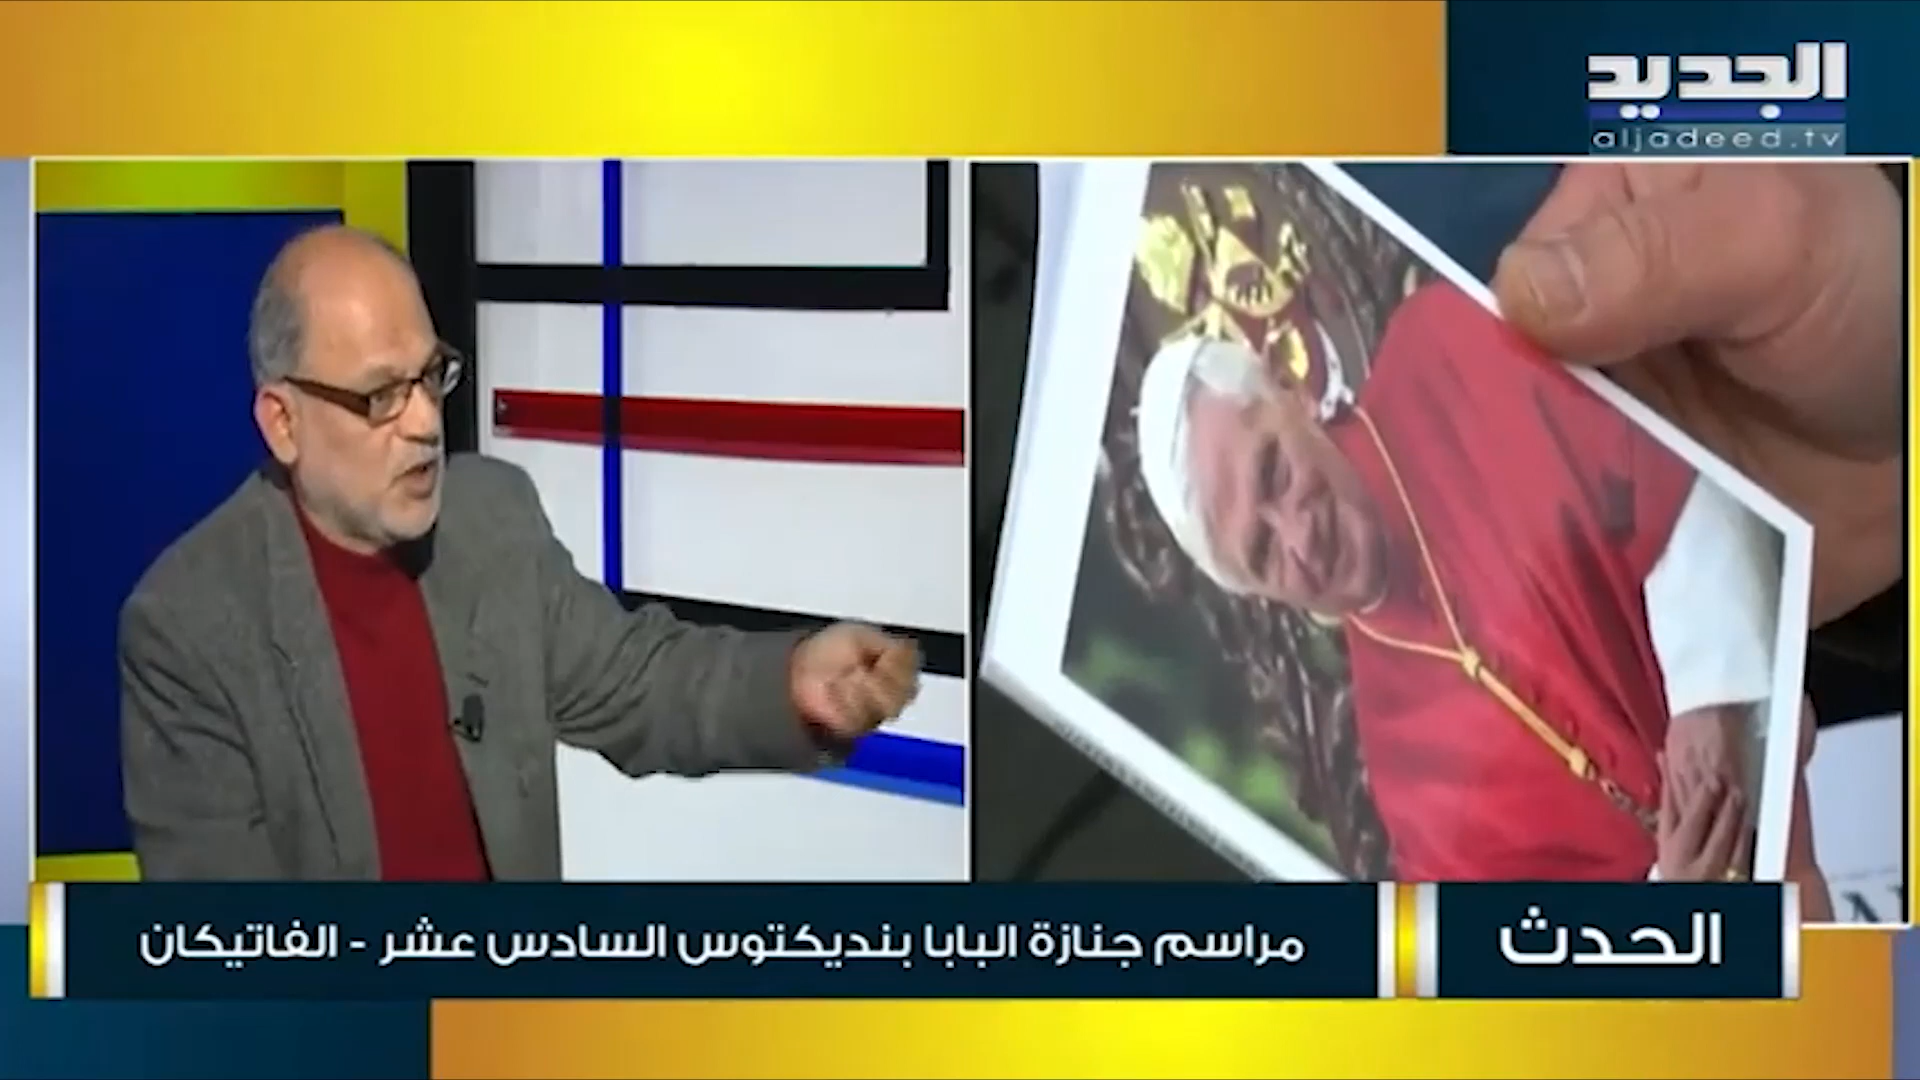 الجديد
aljadeed.tv
الحدث
مراسم جنازة البابا بنديكتوس السادس عشر - الفاتيكان